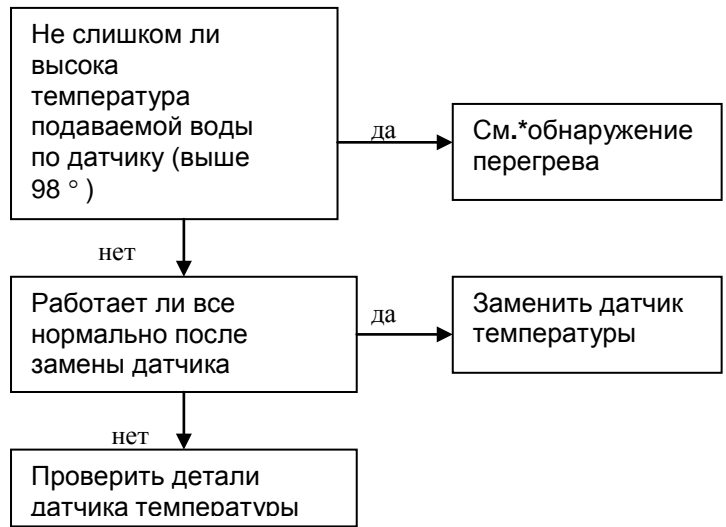 Не слишком ли
высока
температура
подаваемой воды
по датчику (выше
98 ° )
да
См.*обнаружение
перегрева
нет
Работает ли все
нормально после
замены датчика
да
Заменить датчик
температуры
нет
Проверить детали
датчика температуры